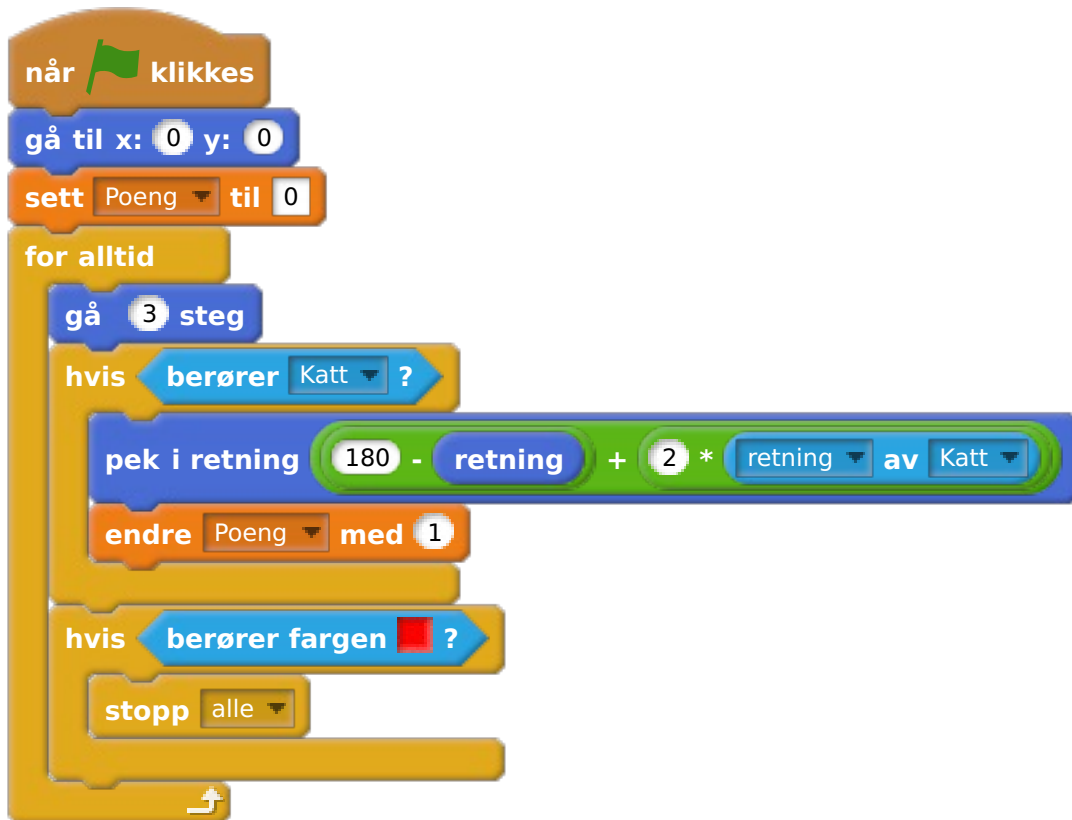 når klikkes
gå til x: 0 y: 0
sett Poeng til 0
for alltid
gå 3 steg
hvis berører Katt ?
pek i retning 180 - retning + 2 * retning av Katt
endre Poeng med 1
hvis berører fargen ?
stopp alle